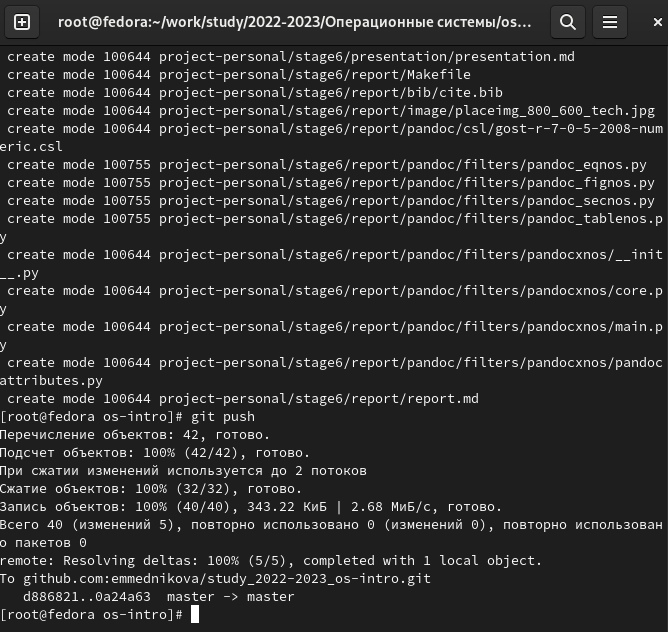 root@fedora:~/work/study/2022-2023/Операционные системы/os...
create mode 100644 project-personal/stage6/presentation/presentation.md
create mode 100644 project-personal/stage6/report/Makefile
create mode 100644 project-personal/stage6/report/bib/cite.bib
create mode 100644 project-personal/stage6/report/image/placeimg_800_600_tech.jpg
create mode 100644 project-personal/stage6/report/pandoc/csl/gost-r-7-0-5-2008-num
eric.csl
create mode 100755 project-personal/stage6/report/pandoc/filters/pandoc_eqnos.py
create mode 100755 project-personal/stage6/report/pandoc/filters/pandoc_fignos.py
create mode 100755 project-personal/stage6/report/pandoc/filters/pandoc_secnos.py
create mode 100755 project-personal/stage6/report/pandoc/filters/pandoc_tablenos.p
y
create mode 100644 project-personal/stage6/report/pandoc/filters/pandocxnos/__init
__.py
create mode 100644 project-personal/stage6/report/pandoc/filters/pandocxnos/core.p
y
create mode 100644 project-personal/stage6/report/pandoc/filters/pandocxnos/main.p
y
create mode 100644 project-personal/stage6/report/pandoc/filters/pandocxnos/pandoc
attributes.py
create mode 100644 project-personal/stage6/report/report.md
[root@fedora os-intro]# git push
Перечисление объектов: 42, готово.
Подсчет объектов: 100% (42/42), готово.
При сжатии изменений используется до 2 потоков
Сжатие объектов: 100% (32/32), готово.
Запись объектов: 100% (40/40), 343.22 КиБ | 2.68 МиБ/с, готово.
Всего 40 (изменений 5), повторно использовано 0 (изменений 0), повторно использован
о пакетов 0
remote: Resolving deltas: 100% (5/5), completed with 1 local object.
To github.com:emmednikova/study_2022-2023_os-intro.git
d886821..0a24a63  master -> master
[root@fedora os-intro]#